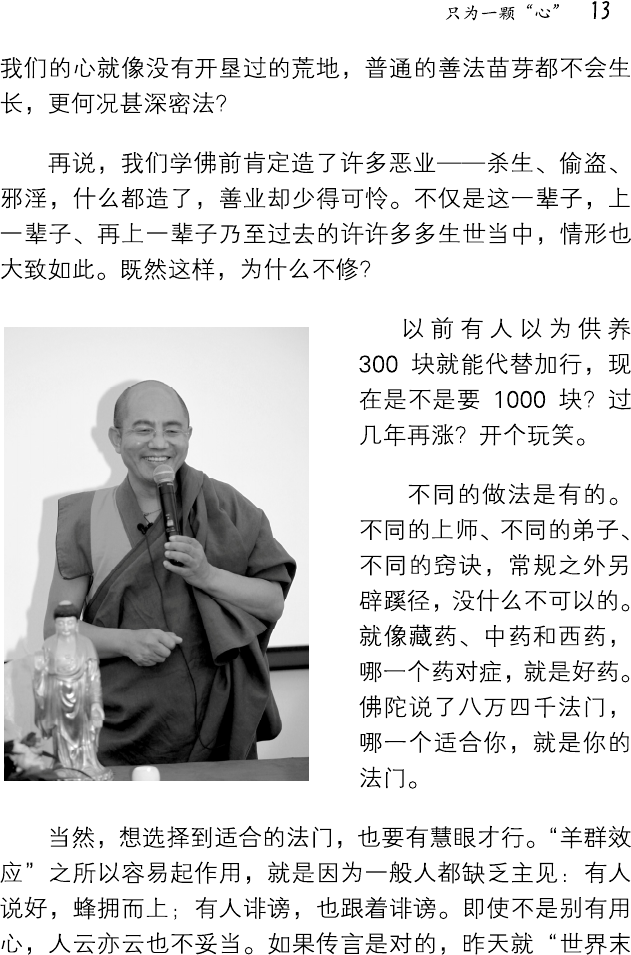 只为一颗“心” 13
我们的心就像没有开垦过的荒地，普通的善法苗芽都不会生
长，更何况甚深密法？
再说，我们学佛前肯定造了许多恶业——杀生、偷盗、
邪淫，什么都造了，善业却少得可怜。不仅是这一辈子，上
一辈子、再上一辈子乃至过去的许许多多生世当中，情形也
大致如此。既然这样，为什么不修？
以前有人以为供养
300 块就能代替加行，现
在是不是要 1000 块？过
几年再涨？开个玩笑。
不同的做法是有的。
不同的上师、不同的弟子、
不同的窍诀，常规之外另
辟蹊径，没什么不可以的。
就像藏药、中药和西药，
哪一个药对症，就是好药。
佛陀说了八万四千法门，
哪一个适合你，就是你的
法门。
当然，想选择到适合的法门，也要有慧眼才行。“羊群效
应”之所以容易起作用，就是因为一般人都缺乏主见：有人
说好，蜂拥而上；有人诽谤，也跟着诽谤。即使不是别有用
心，人云亦云也不妥当。如果传言是对的，昨天就“世界末